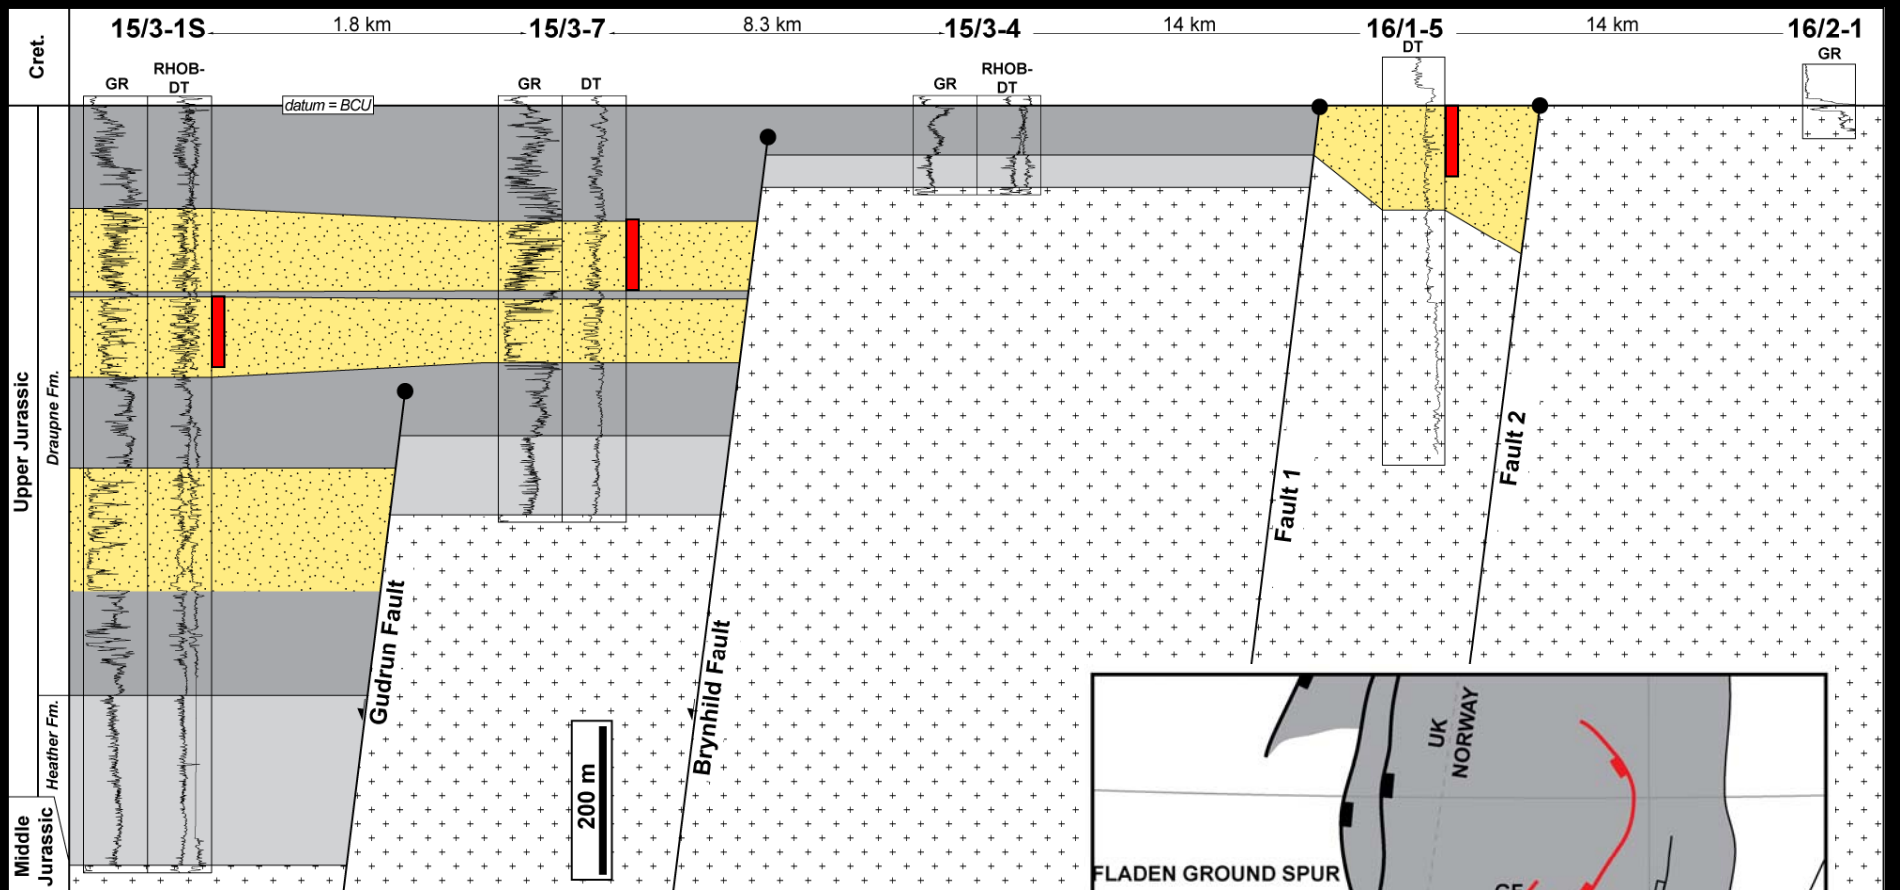 15/3-1S
1.8 km
15/3-7
8.3 km
15/3-4
14 km
16/1-5
14 km
16/2-1
Cret.
GR
RHOB-
DT
datum = BCU
GR
DT
GR
RHOB-
DT
DT
GR
Upper Jurassic
Draupne Fm.
Heather Fm.
Middle
Jurassic
Gudrun Fault
Brynhild Fault
Fault 1
Fault 2
200 m
UK
NORWAY
FLADEN GROUND SPUR